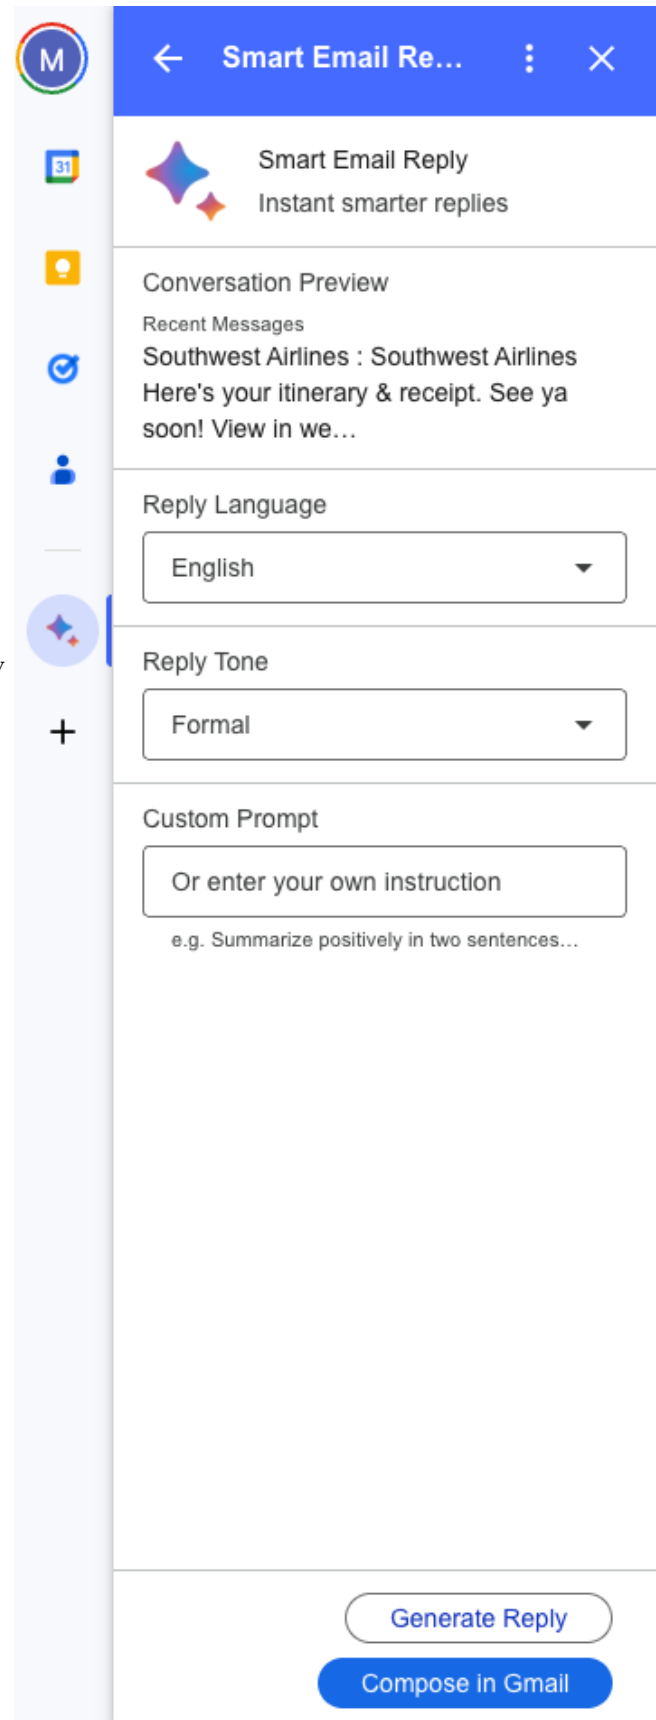 M
Smart Email Re...
31
Smart Email Reply
Instant smarter replies
Conversation Preview
Recent Messages
Southwest Airlines : Southwest Airlines
Here's your itinerary & receipt. See ya
soon! View in we...
Reply Language
English
Reply Tone
y
Formal
Custom Prompt
Or enter your own instruction
e.g. Summarize positively in two sentences...
Generate Reply
Compose in Gmail